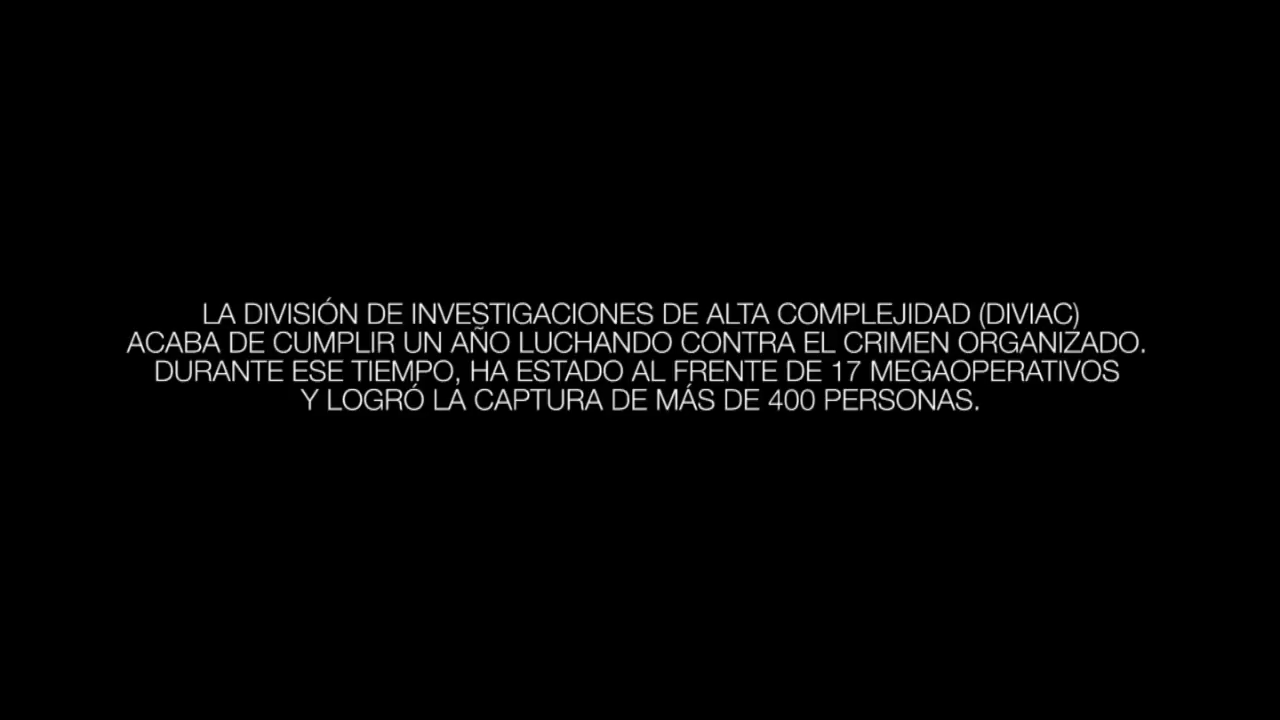 LA DIVISIÓN DE INVESTIGACIONES DE ALTA COMPLEJIDAD (DIVIAC)
ACABA DE CUMPLIR UN AÑO LUCHANDO CONTRA EL CRIMEN ORGANIZADO.
DURANTE ESE TIEMPO, HA ESTADO AL FRENTE DE 17 MEGAOPERATIVOS
Y LOGRÓ LA CAPTURA DE MÁS DE 400 PERSONAS.